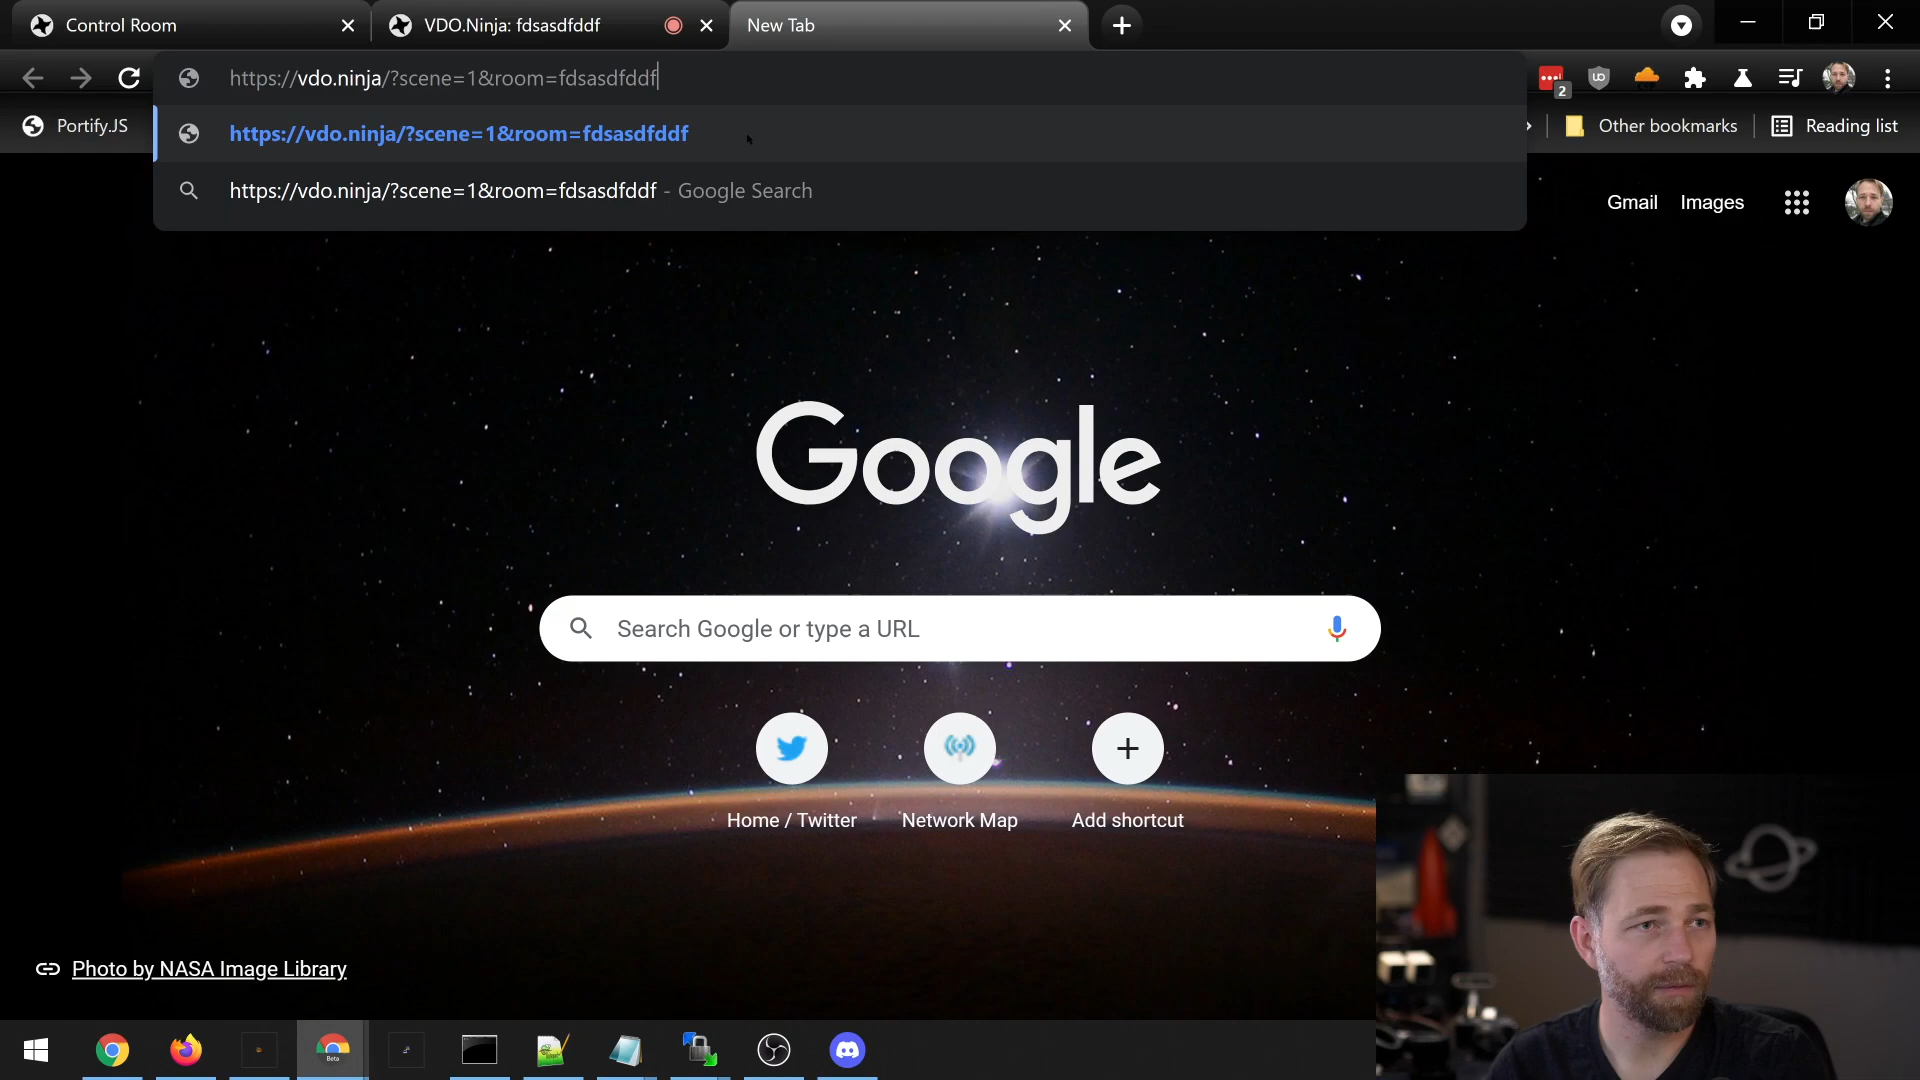 Control Room
VDO.Ninja: fdsasdfddf
New Tab
https://vdo.ninja/?scene=1&room=fdsasdfddf
2
Portify.JS
https://vdo.ninja/?scene=1&room=fdsasdfddf
Other bookmarks
Reading list
https://vdo.ninja/?scene=1&room=fdsasdfddf - Google Search
Gmail
Images
Google
Search Google or type a URL
Home / Twitter
Network Map
Add shortcut
Photo by NASA Image Library
Beta